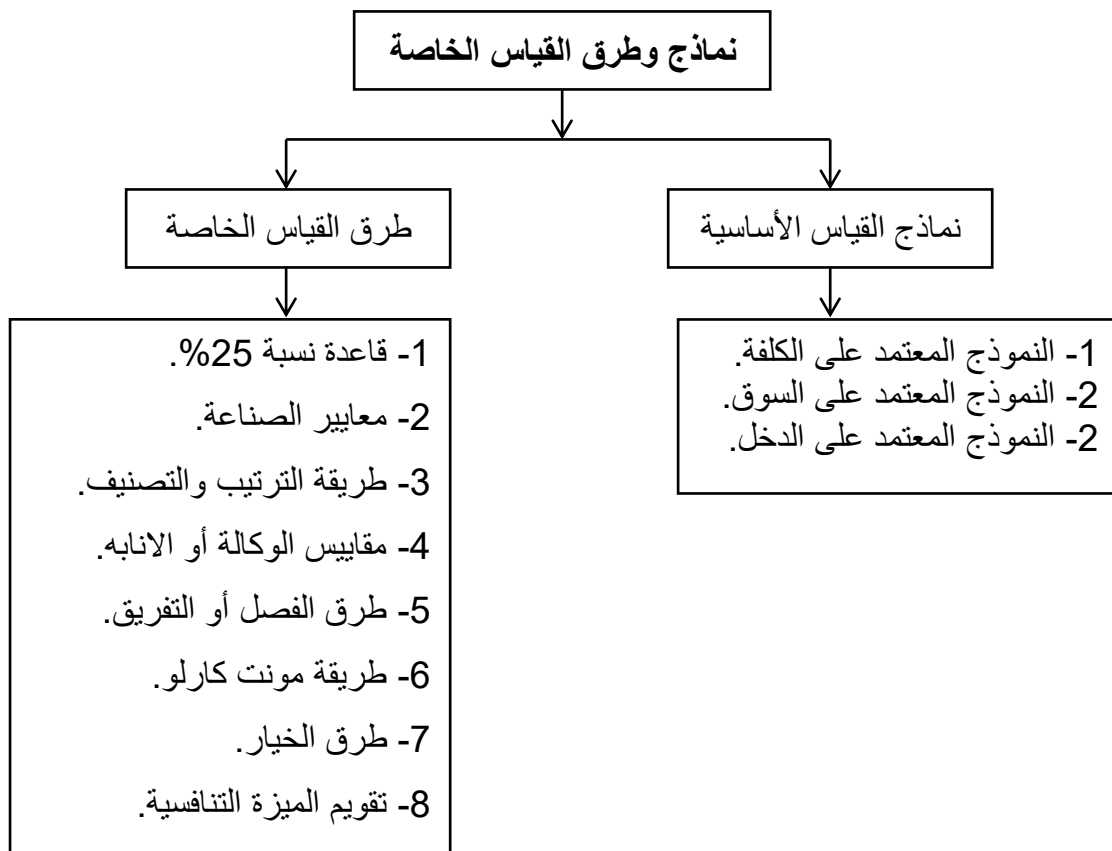 نماذج وطرق القياس الخاصة
نماذج القياس الأساسية
طرق القياس الخاصة
1- النموذج المعتمد على الكلفة.
2- النموذج المعتمد على السوق.
2- النموذج المعتمد على الدخل.
1- قاعدة نسبة 25%.
2- معايير الصناعة.
3- طريقة الترتيب والتصنيف.
4- مقاييس الوكالة أو الانابه.
5- طرق الفصل أو التفريق.
6- طريقة مونت كارلو.
7- طرق الخيار.
8- تقويم الميزة التنافسية.